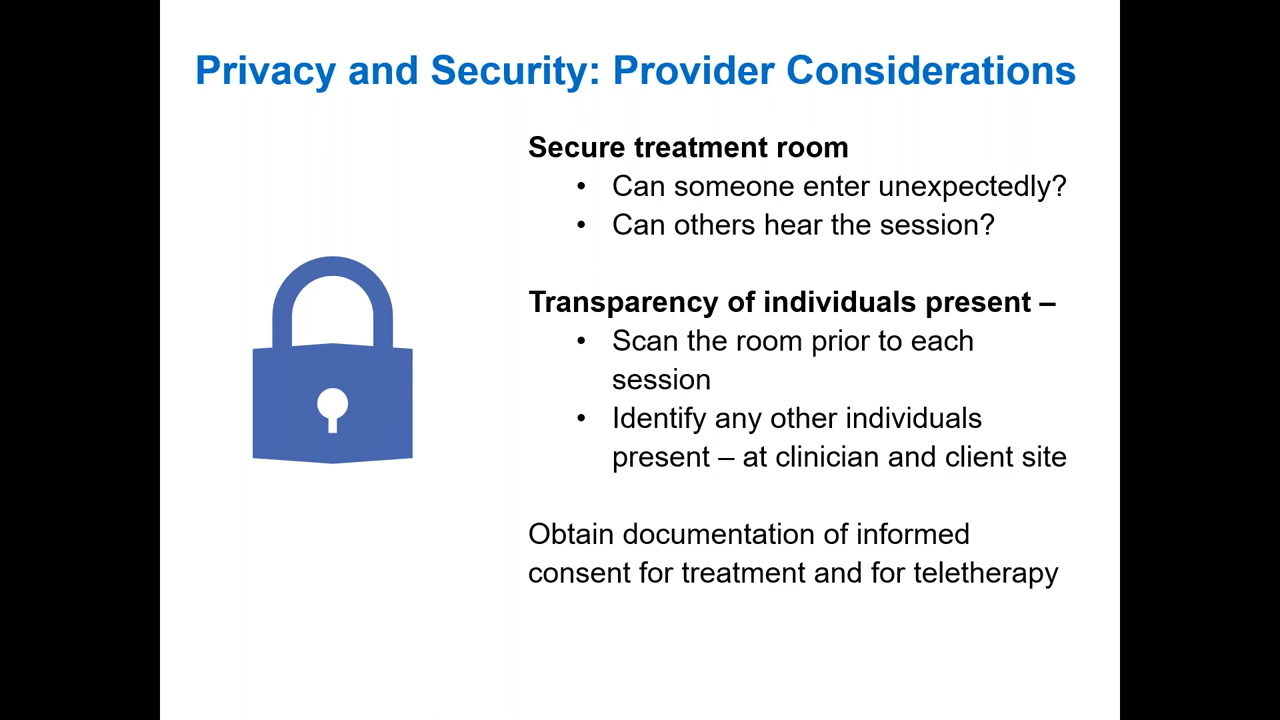 Privacy and Security: Provider Considerations
Secure treatment room
• Can someone enter unexpectedly?
• Can others hear the session?
Transparency of individuals present –
• Scan the room prior to each
session
• Identify any other individuals
present – at clinician and client site
Obtain documentation of informed
consent for treatment and for teletherapy